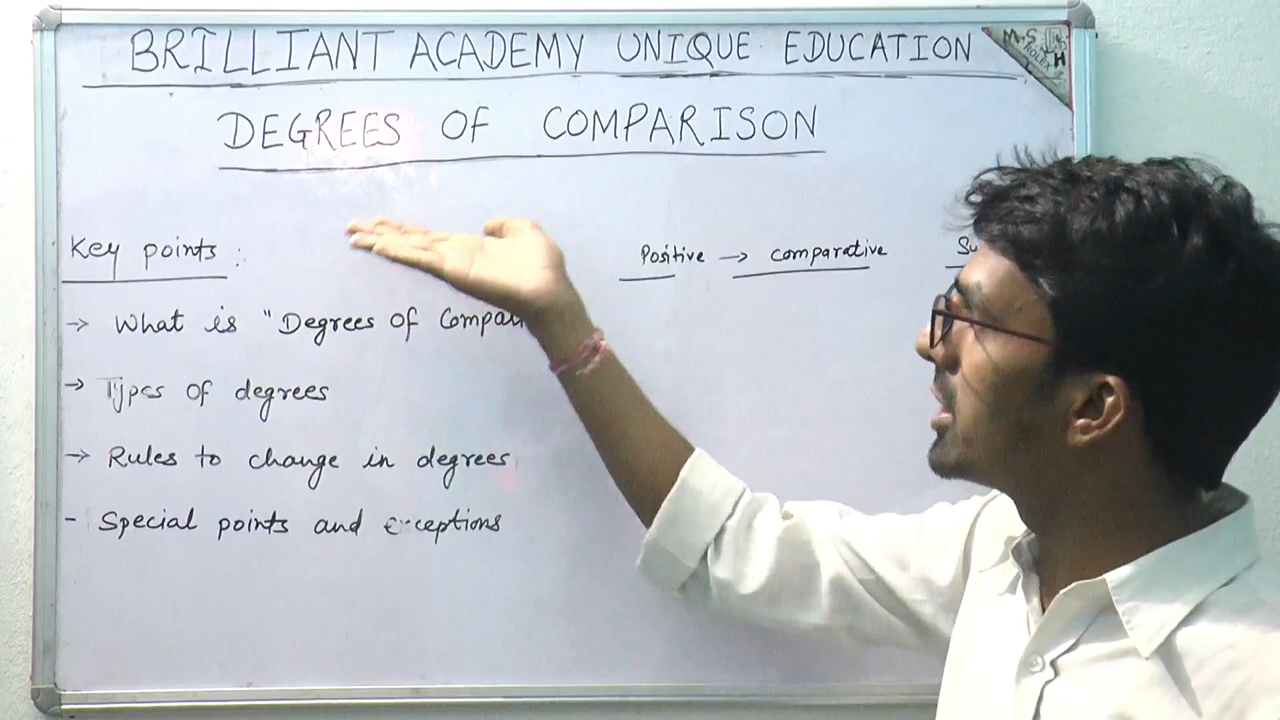 BRILLIANT ACADEMY UNIQUE EDUCATION
M.S
ROLEX
H
DEGREES OF COMPARISON
Key points :
Positive → comparative
→ What is "Degrees of
→ Types of degrees
→ Rules to change in degrees
- Special points and exceptions